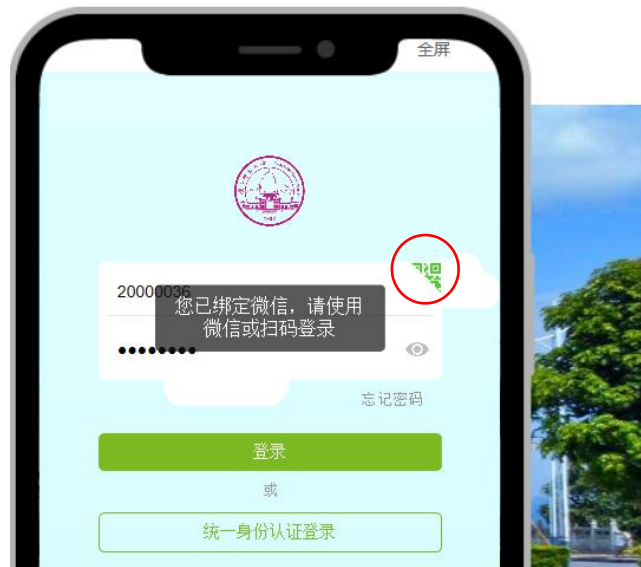 全屏
20000036
您已绑定微信，请使用
微信或扫码登录
••••••••
忘记密码
登录
或
统一身份认证登录